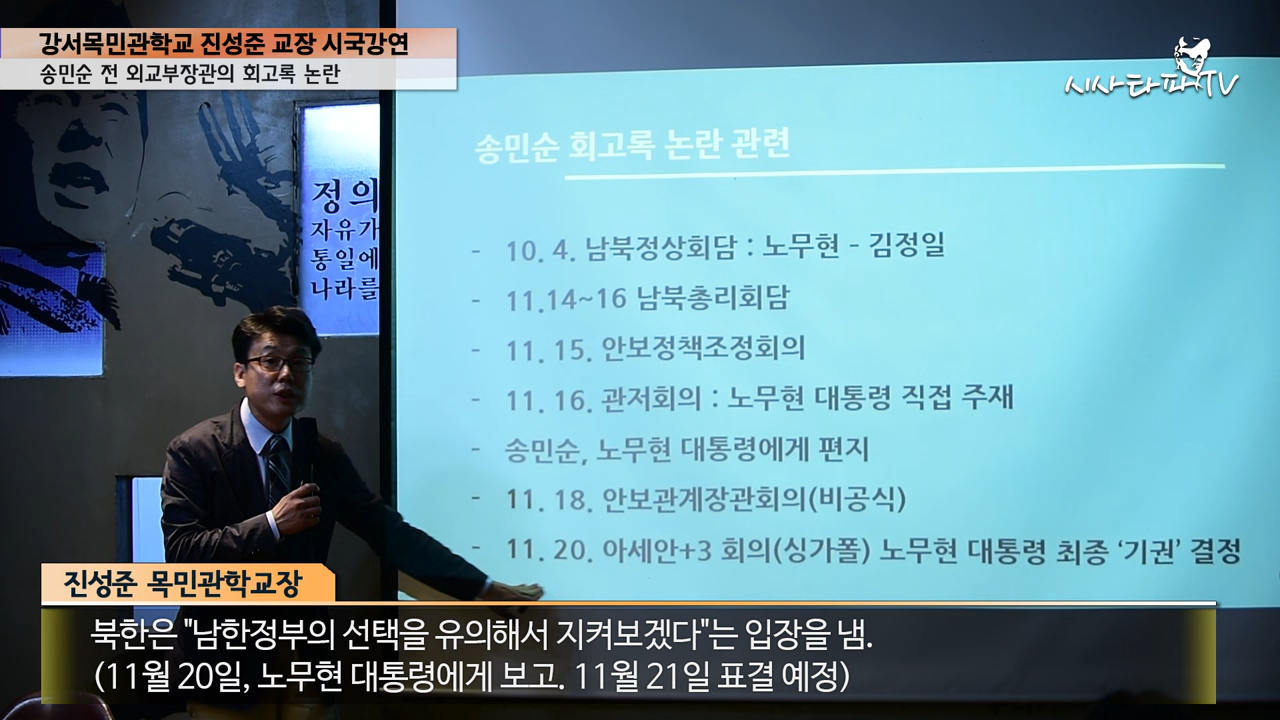 강서목민관학교 진성준 교장 시국강연
송민순 전 외교부장관의 회고록 논란
시사타파TV
정의
자유가
통일에
나라를
송민순 회고록 논란 관련
- 10. 4. 남북정상회담 : 노무현 - 김정일
- 11.14~16 남북총리회담
- 11. 15. 안보정책조정회의
- 11. 16. 관저회의 : 노무현 대통령 직접 주재
- 송민순, 노무현 대통령에게 편지
- 11. 18. 안보관계장관회의(비공식)
- 11. 20. 아세안+3 회의(싱가폴) 노무현 대통령 최종 ‘기권’ 결정
진성준 목민관학교장
북한은 "남한정부의 선택을 유의해서 지켜보겠다"는 입장을 냄.
(11월 20일, 노무현 대통령에게 보고. 11월 21일 표결 예정)